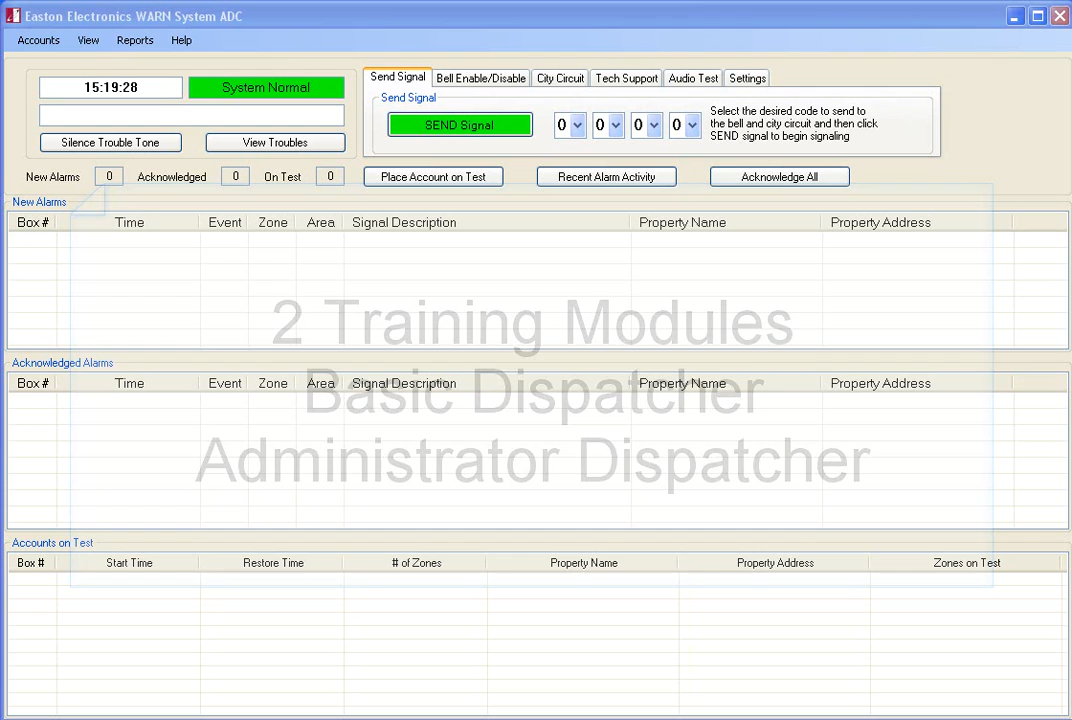 Easton Electronics WARN System ADC
Accounts View Reports Help
15:19:28 System Normal
Silence Trouble Tone View Troubles
Send Signal Bell Enable/Disable City Circuit Tech Support Audio Test Settings
Send Signal
SEND Signal 0 0 0 0
Select the desired code to send to
the bell and city circuit and then click
SEND signal to begin signaling
New Alarms 0 Acknowledged 0 On Test 0 Place Account on Test Recent Alarm Activity Acknowledge All
New Alarms
Box # Time Event Zone Area Signal Description Property Name Property Address
2 Training Modules
Acknowledged Alarms
Box # Time Event Zone Area Signal Description Property Name Property Address
Basic Dispatcher
Administrator Dispatcher
Accounts on Test
Box # Start Time Restore Time # of Zones Property Name Property Address Zones on Test